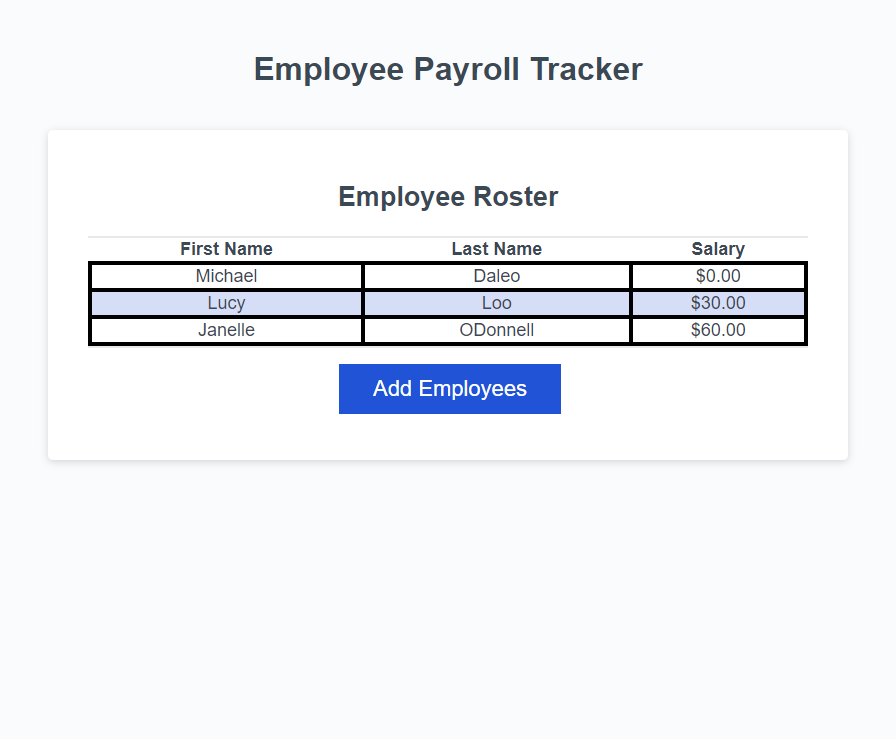 Employee Payroll Tracker
Employee Roster
First Name Last Name Salary
Michael Daleo $0.00
Lucy Loo $30.00
Janelle ODonnell $60.00
Add Employees